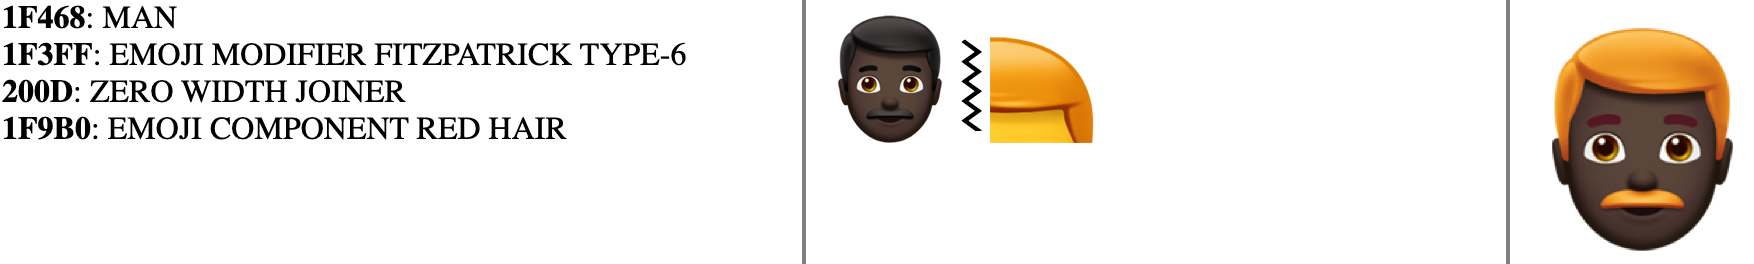 1F468: MAN
1F3FF: EMOJI MODIFIER FITZPATRICK TYPE-6
200D: ZERO WIDTH JOINER
1F9B0: EMOJI COMPONENT RED HAIR